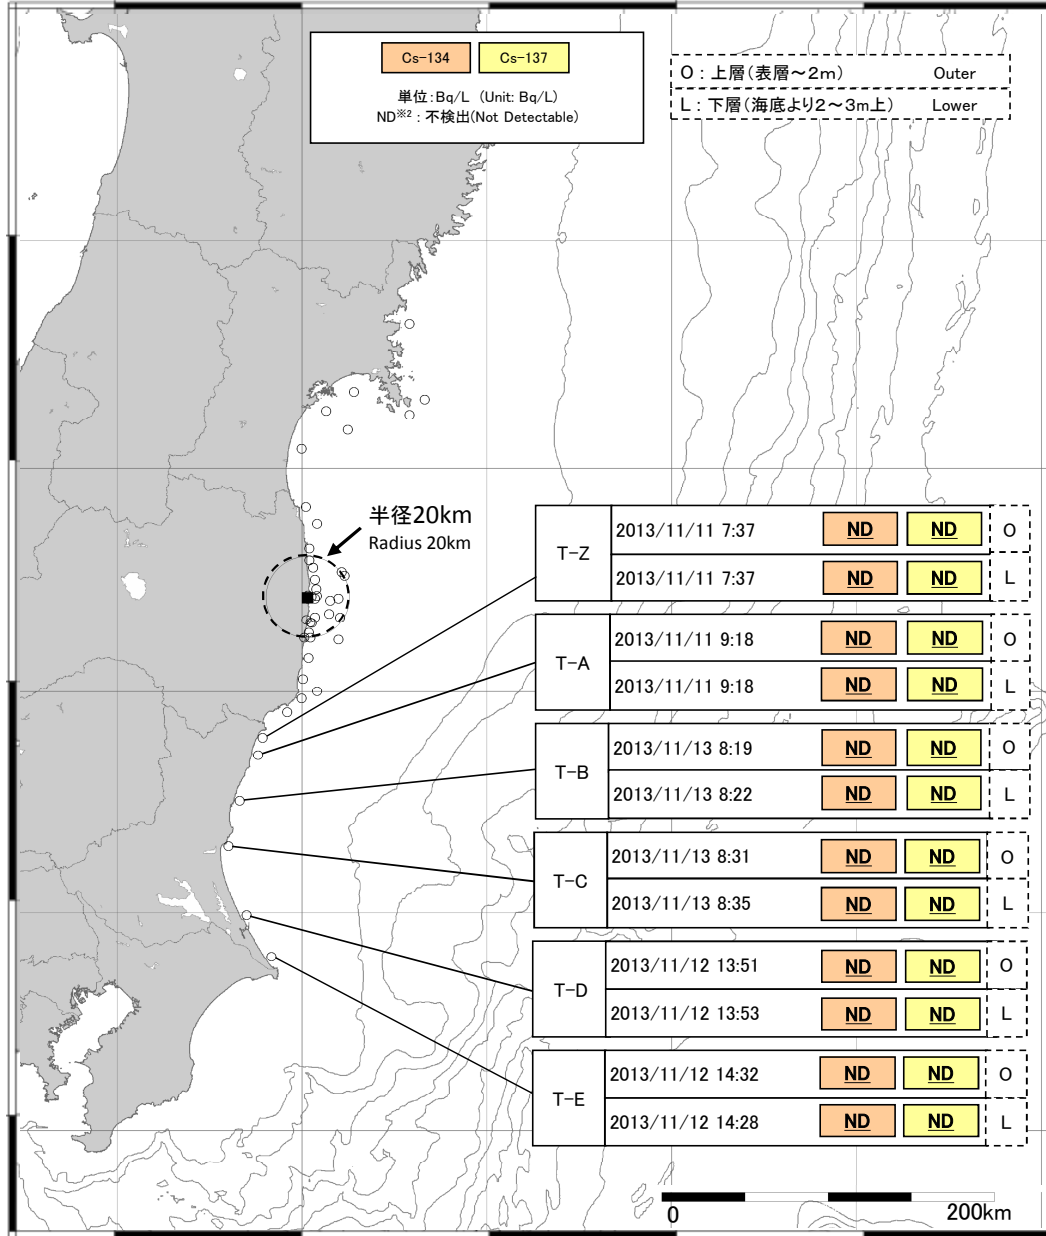 Cs-134 Cs-137
単位:Bq/L (Unit: Bq/L)
ND※2 : 不検出(Not Detectable)
O : 上層(表層～2m) Outer
L : 下層(海底より2～3m上) Lower
半径20km
Radius 20km
T-Z
2013/11/11 7:37 ND ND O
2013/11/11 7:37 ND ND L
T-A
2013/11/11 9:18 ND ND O
2013/11/11 9:18 ND ND L
T-B
2013/11/13 8:19 ND ND O
2013/11/13 8:22 ND ND L
T-C
2013/11/13 8:31 ND ND O
2013/11/13 8:35 ND ND L
T-D
2013/11/12 13:51 ND ND O
2013/11/12 13:53 ND ND L
T-E
2013/11/12 14:32 ND ND O
2013/11/12 14:28 ND ND L
0 200km